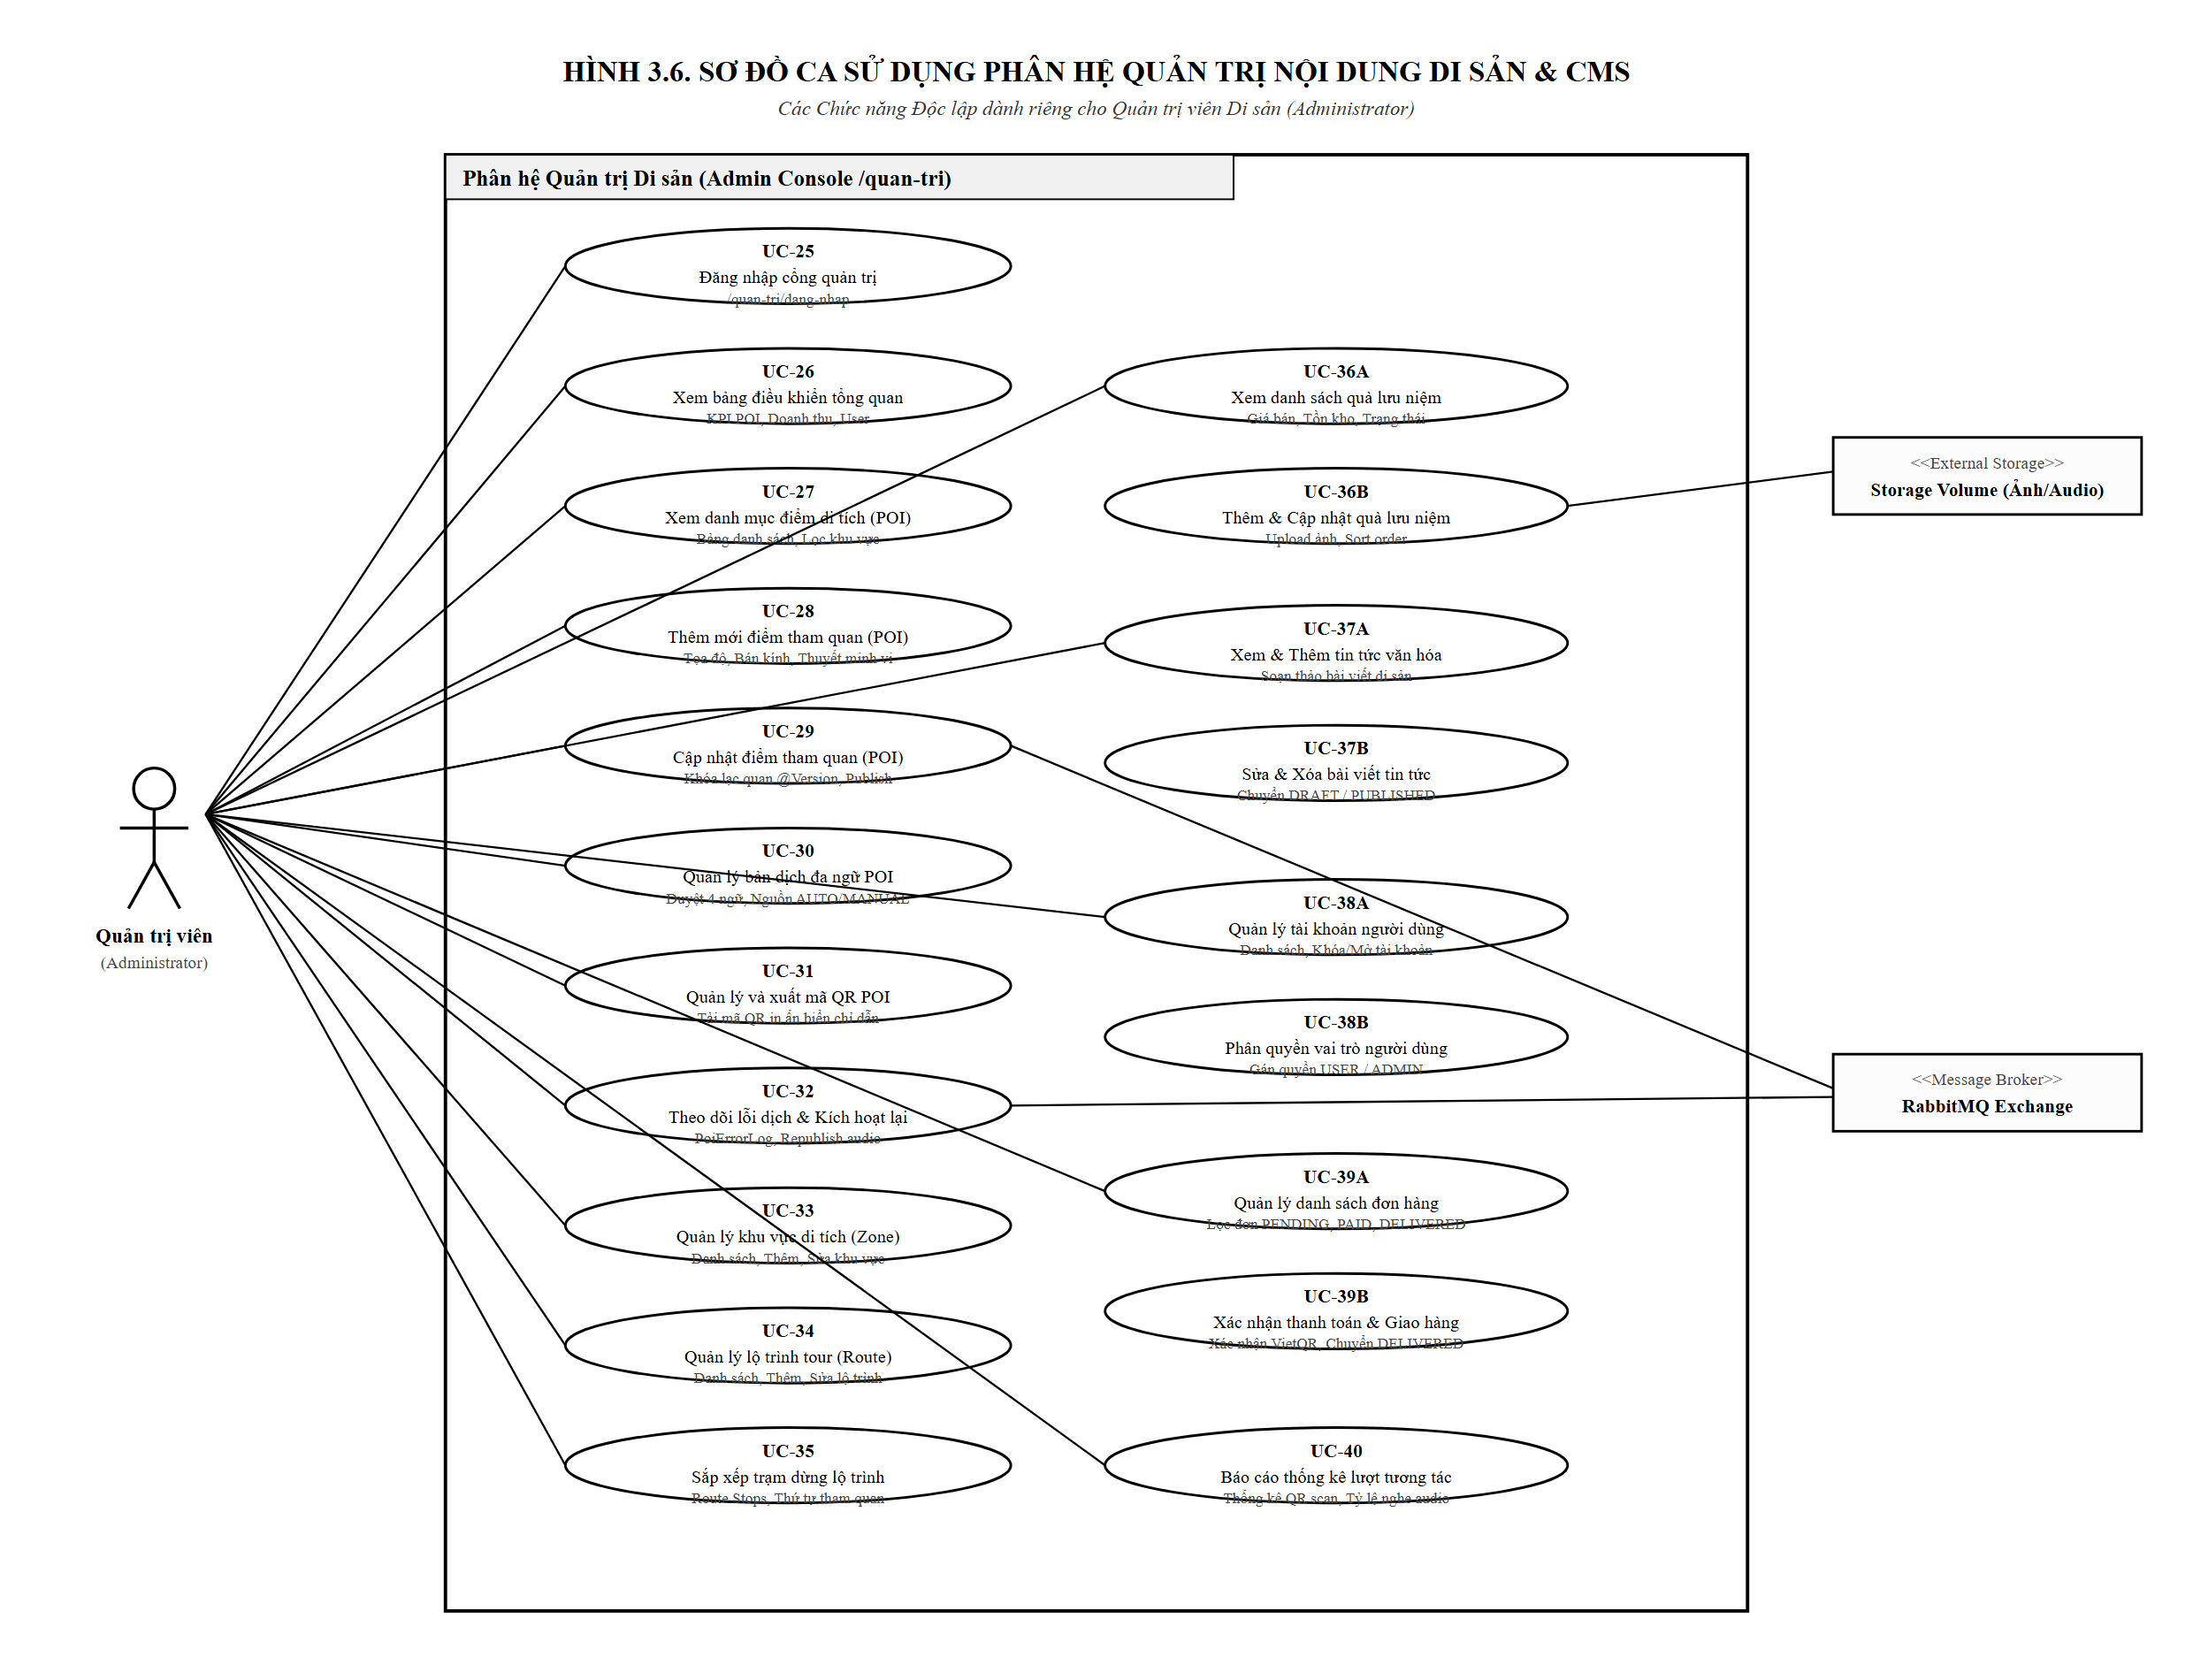 HÌNH 3.6. SƠ ĐỒ CA SỬ DỤNG PHÂN HỆ QUẢN TRỊ NỘI DUNG DI SẢN & CMS
Các Chức năng Độc lập dành riêng cho Quản trị viên Di sản (Administrator)
Phân hệ Quản trị Di sản (Admin Console /quan-tri)
UC-25
Đăng nhập cổng quản trị
/quan-tri/dang-nhap
UC-26
Xem bảng điều khiển tổng quan
KPI POI, Doanh thu, User
UC-27
Xem danh mục điểm di tích (POI)
Bảng danh sách, Lọc khu vực
UC-28
Thêm mới điểm tham quan (POI)
Tọa độ, Bán kính, Thuyết minh vi
UC-29
Cập nhật điểm tham quan (POI)
Khóa lạc quan @Version, Publish
UC-30
Quản lý bản dịch đa ngữ POI
Duyệt 4 ngữ, Nguồn AUTO/MANUAL
UC-31
Quản lý và xuất mã QR POI
Tải mã QR in ấn biển chỉ dẫn
UC-32
Theo dõi lỗi dịch & Kích hoạt lại
PoiErrorLog, Republish audio
UC-33
Quản lý khu vực di tích (Zone)
Danh sách, Thêm, Sửa khu vực
UC-34
Quản lý lộ trình tour (Route)
Danh sách, Thêm, Sửa lộ trình
UC-35
Sắp xếp trạm dừng lộ trình
Route Stops, Thứ tự tham quan
UC-36A
Xem danh sách quà lưu niệm
Giá bán, Tồn kho, Trạng thái
UC-36B
Thêm & Cập nhật quà lưu niệm
Upload ảnh, Sort order
UC-37A
Xem & Thêm tin tức văn hóa
Soạn thảo bài viết di sản
UC-37B
Sửa & Xóa bài viết tin tức
Chuyển DRAFT / PUBLISHED
UC-38A
Quản lý tài khoản người dùng
Danh sách, Khóa/Mở tài khoản
UC-38B
Phân quyền vai trò người dùng
Gán quyền USER / ADMIN
UC-39A
Quản lý danh sách đơn hàng
Lọc đơn PENDING, PAID, DELIVERED
UC-39B
Xác nhận thanh toán & Giao hàng
Xác nhận VietQR, Chuyển DELIVERED
UC-40
Báo cáo thống kê lượt tương tác
Thống kê QR scan, Tỷ lệ nghe audio
Quản trị viên
(Administrator)
<<External Storage>>
Storage Volume (Ảnh/Audio)
<<Message Broker>>
RabbitMQ Exchange